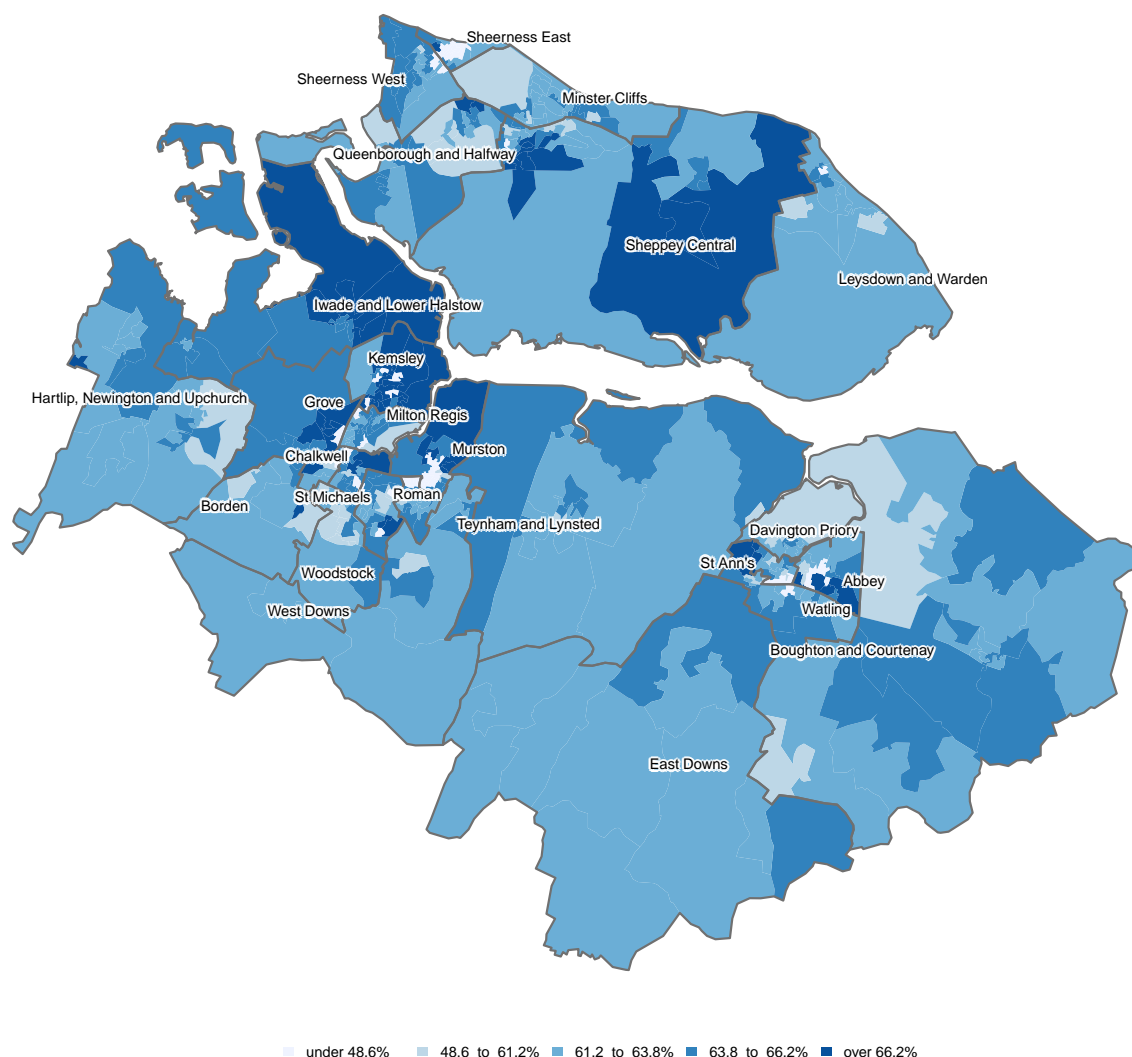 Sheerness East
Sheerness West
Minster Cliffs
Queenborough and Halfway
Sheppey Central
Leysdown and Warden
Iwade and Lower Halstow
Kemsley
Hartlip, Newington and Upchurch
Grove
Milton Regis
Murston
Chalkwell
St Michaels
Roman
Borden
Teynham and Lynsted
Davington Priory
St Ann's
Woodstock
Abbey
West Downs
Watling
Boughton and Courtenay
East Downs
under 48.6% 48.6 to 61.2% 61.2 to 63.8% 63.8 to 66.2% over 66.2%